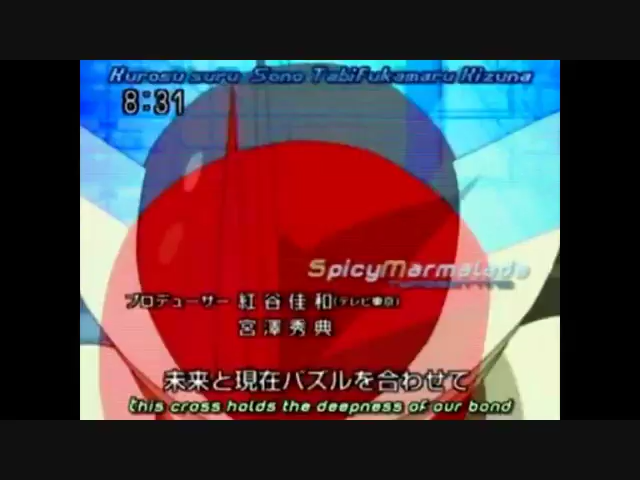 Kurosu suru Sono Tabi Fukamaru Kizuna
8:31
SpicyMarmalade
プロデューサー 紅谷佳和(テレビ東京)
宮澤秀典
未来と現在パズルを合わせて
this cross holds the deepness of our bond